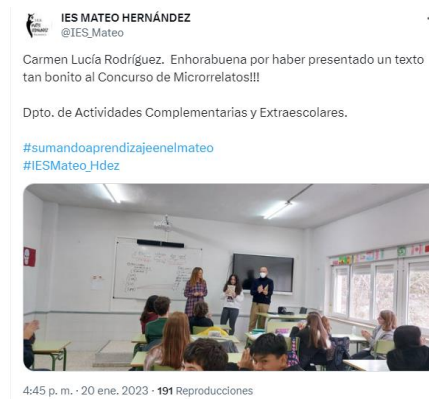 IES MATEO HERNÁNDEZ
@IES_Mateo
Carmen Lucía Rodríguez. Enhorabuena por haber presentado un texto
tan bonito al Concurso de Microrrelatos!!!
Dpto. de Actividades Complementarias y Extraescolares.
#sumandoaprendizajeenelmateo
#IESMateo_Hdez
4:45 p. m. · 20 ene. 2023 · 191 Reproducciones